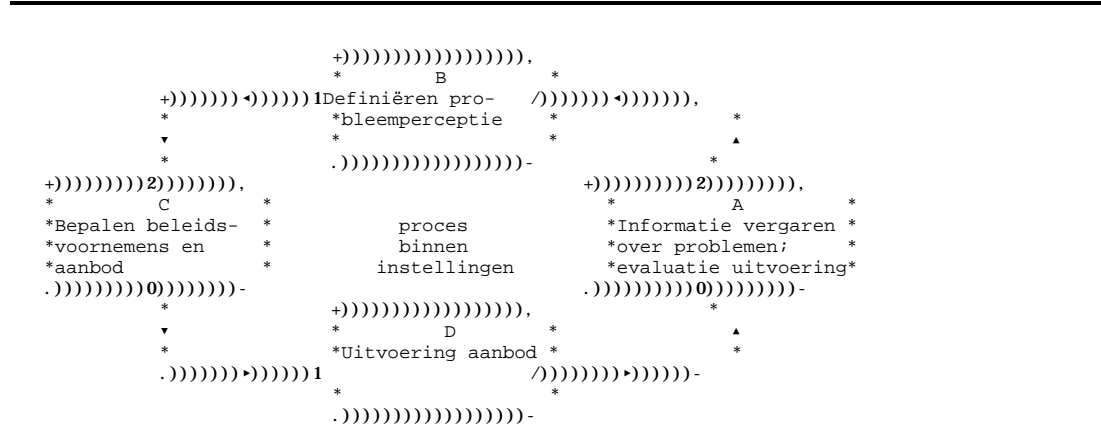 B
Definiëren pro-
bleemperceptie
C
Bepalen beleids-
voornemens en
aanbod
proces
binnen
instellingen
A
Informatie vergaren
over problemen;
evaluatie uitvoering
D
Uitvoering aanbod